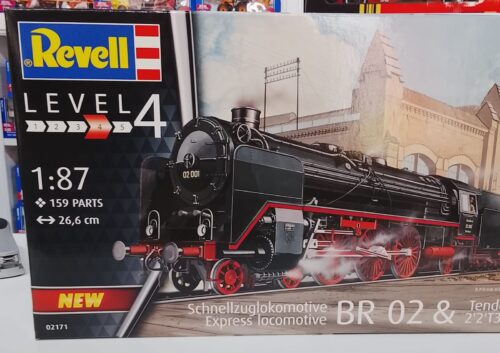 Revell
LEVEL 4
1 2 3 4 5
1:87
159 PARTS
26,6 cm
02 001
NEW
02171
Schnellzuglokomotive
Express locomotive
BR 02 &
Tend
2'2'T3